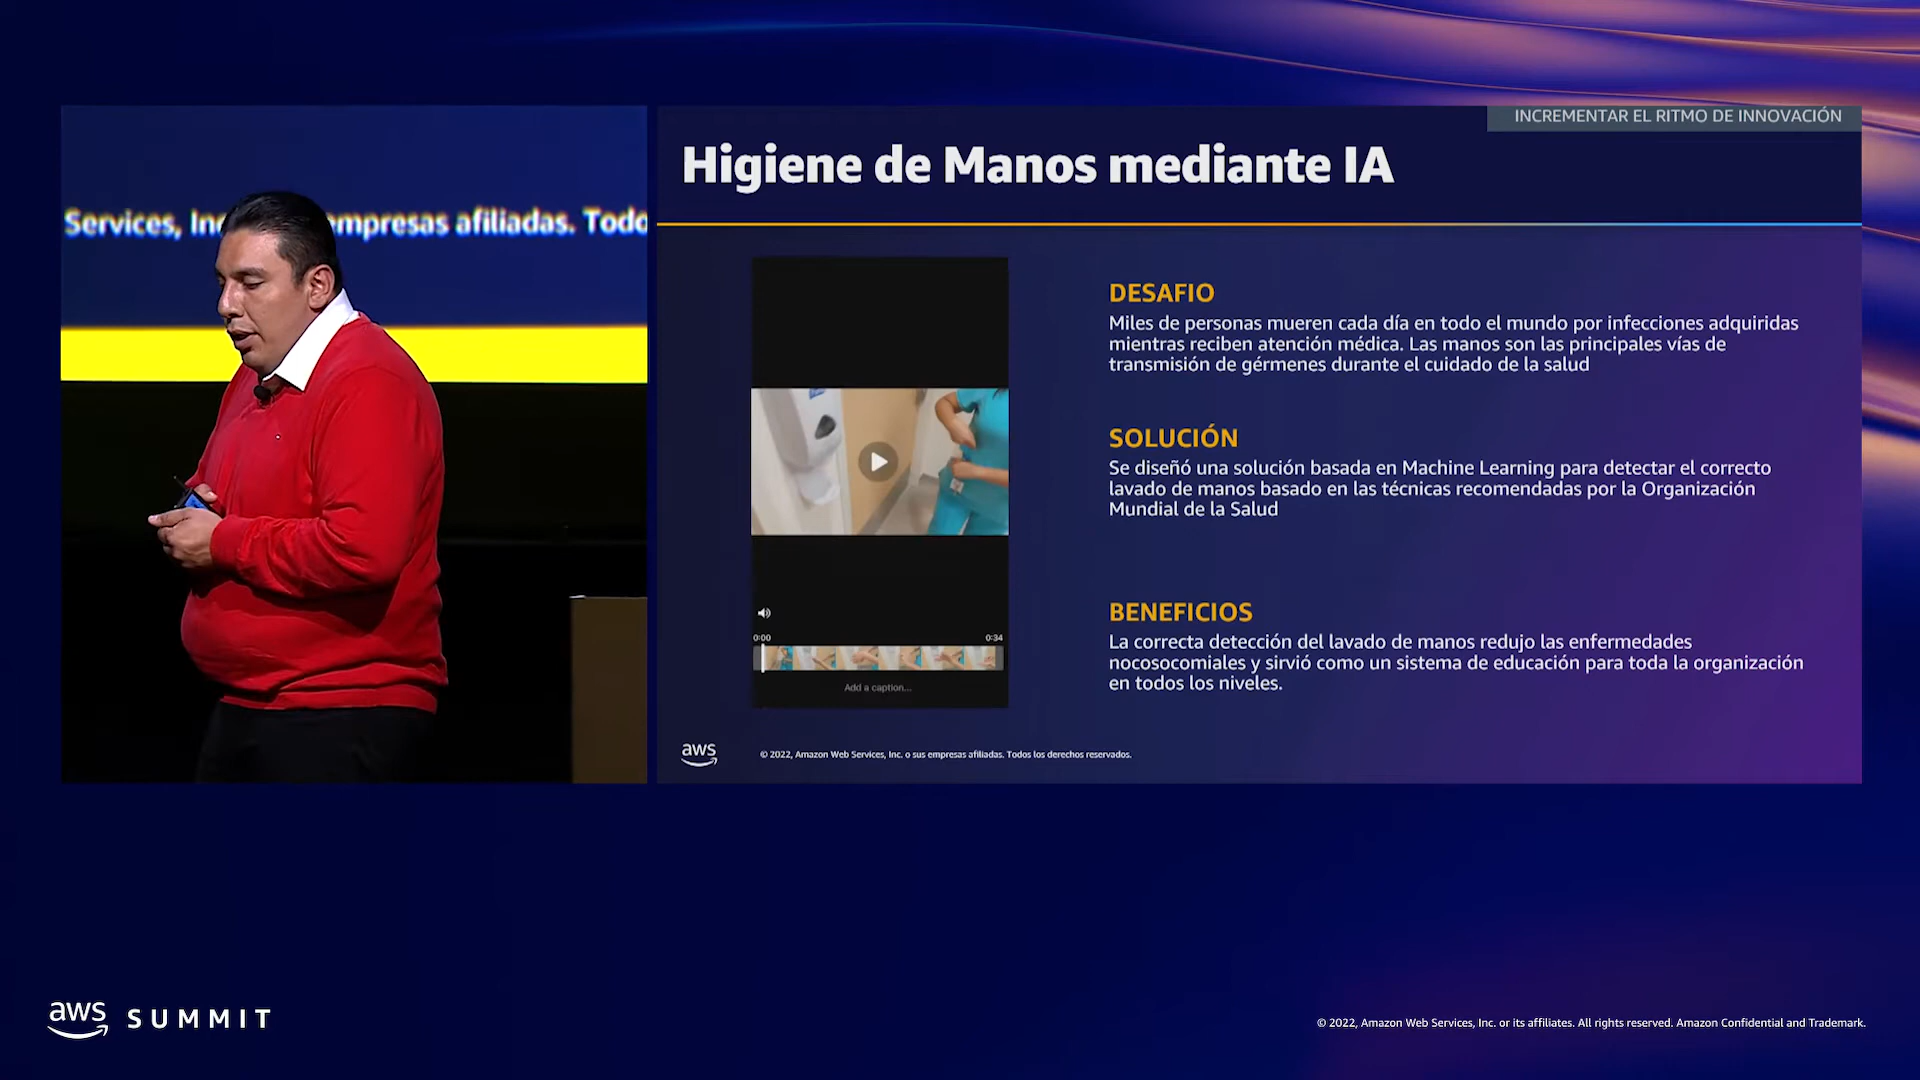 Services, In
empresas afiliadas. Todo
INCREMENTAR EL RITMO DE INNOVACIÓN
Higiene de Manos mediante IA
DESAFIO
Miles de personas mueren cada día en todo el mundo por infecciones adquiridas
mientras reciben atención médica. Las manos son las principales vías de
transmisión de gérmenes durante el cuidado de la salud
SOLUCIÓN
Se diseñó una solución basada en Machine Learning para detectar el correcto
lavado de manos basado en las técnicas recomendadas por la Organización
Mundial de la Salud
BENEFICIOS
La correcta detección del lavado de manos redujo las enfermedades
nocosocomiales y sirvió como un sistema de educación para toda la organización
en todos los niveles.
0:00
0:34
Add a caption...
aws
© 2022, Amazon Web Services, Inc. o sus empresas afiliadas. Todos los derechos reservados.
aws SUMMIT
© 2022, Amazon Web Services, Inc. or its affiliates. All rights reserved. Amazon Confidential and Trademark.